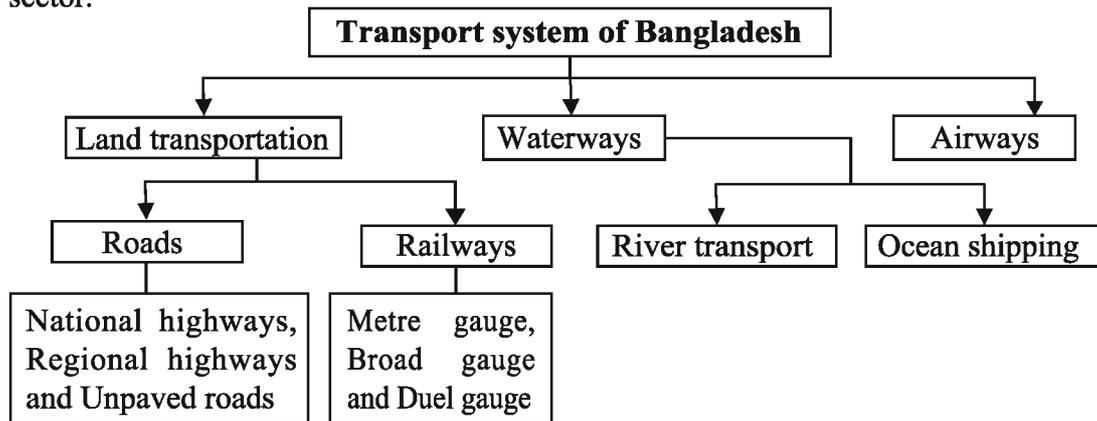 sector.
Transport system of Bangladesh
Land transportation
Waterways
Airways
Roads
Railways
River transport
Ocean shipping
National highways,
Regional highways
and Unpaved roads
Metre gauge,
Broad gauge
and Duel gauge